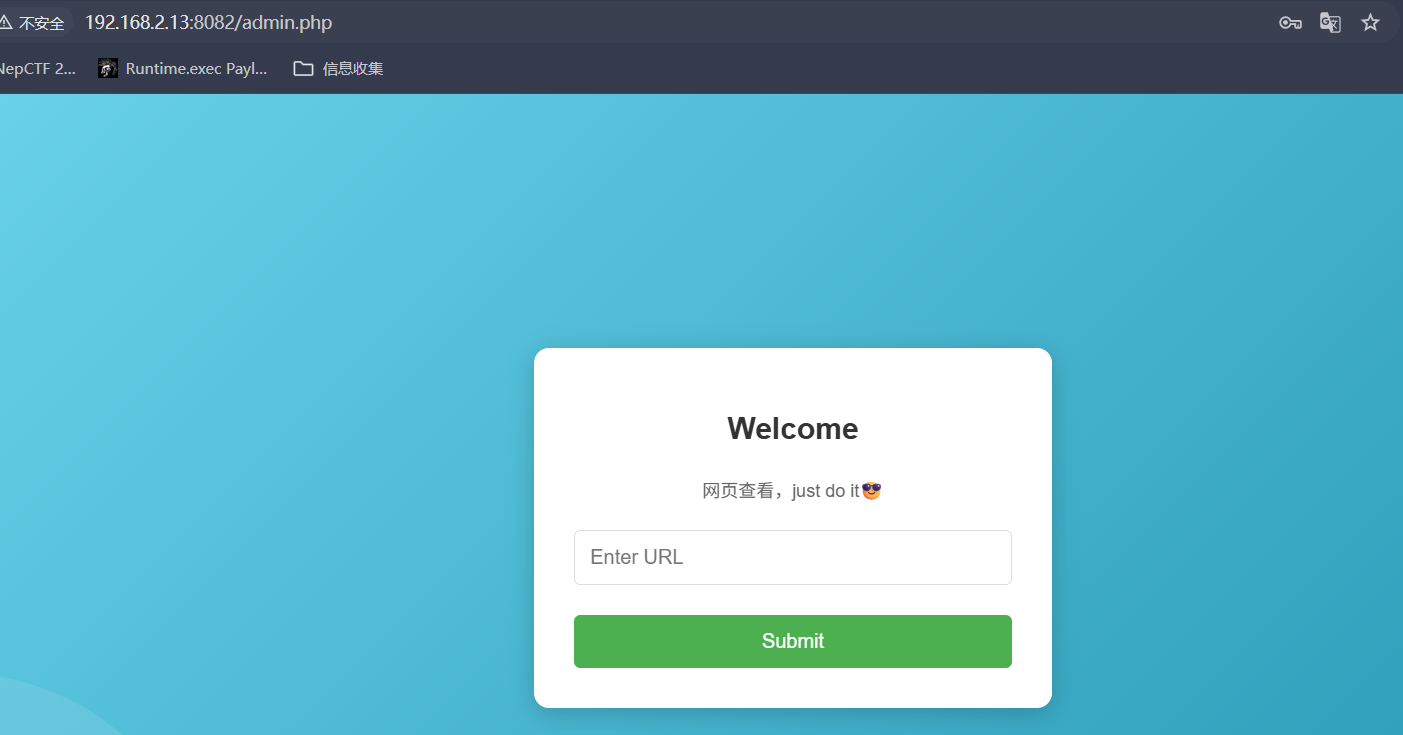 不安全 192.168.2.13:8082/admin.php
NepCTF 2... Runtime.exec Payl... 信息收集
Welcome
网页查看，just do it😎
Enter URL
Submit